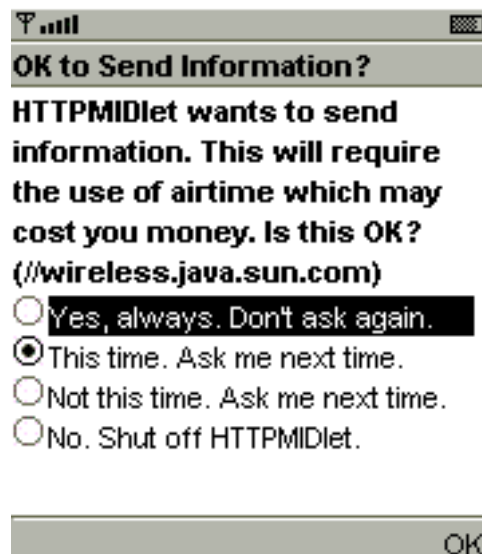 OK to Send Information?
HTTPMIDlet wants to send
information. This will require
the use of airtime which may
cost you money. Is this OK?
(//wireless.java.sun.com)
Yes, always. Don't ask again.
This time. Ask me next time.
Not this time. Ask me next time.
No. Shut off HTTPMIDlet.
OK